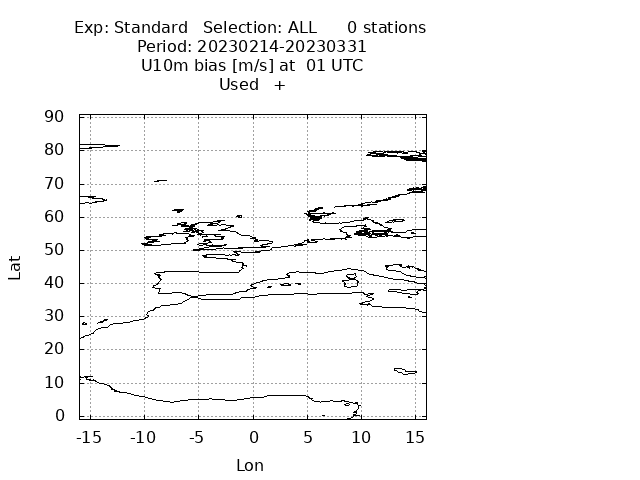 Exp: Standard   Selection: ALL      0 stations
Period: 20230214-20230331
U10m bias [m/s] at  01 UTC
Used   +
90
80
70
60
50
40
30
20
10
0
Lat
-15 -10 -5 0 5 10 15
Lon